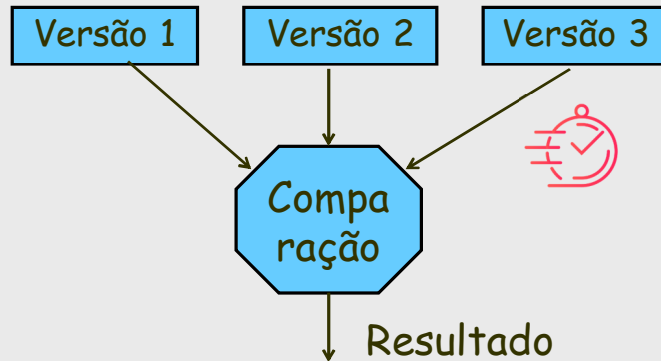 Versão 1
Versão 2
Versão 3
Compa
ração
Resultado